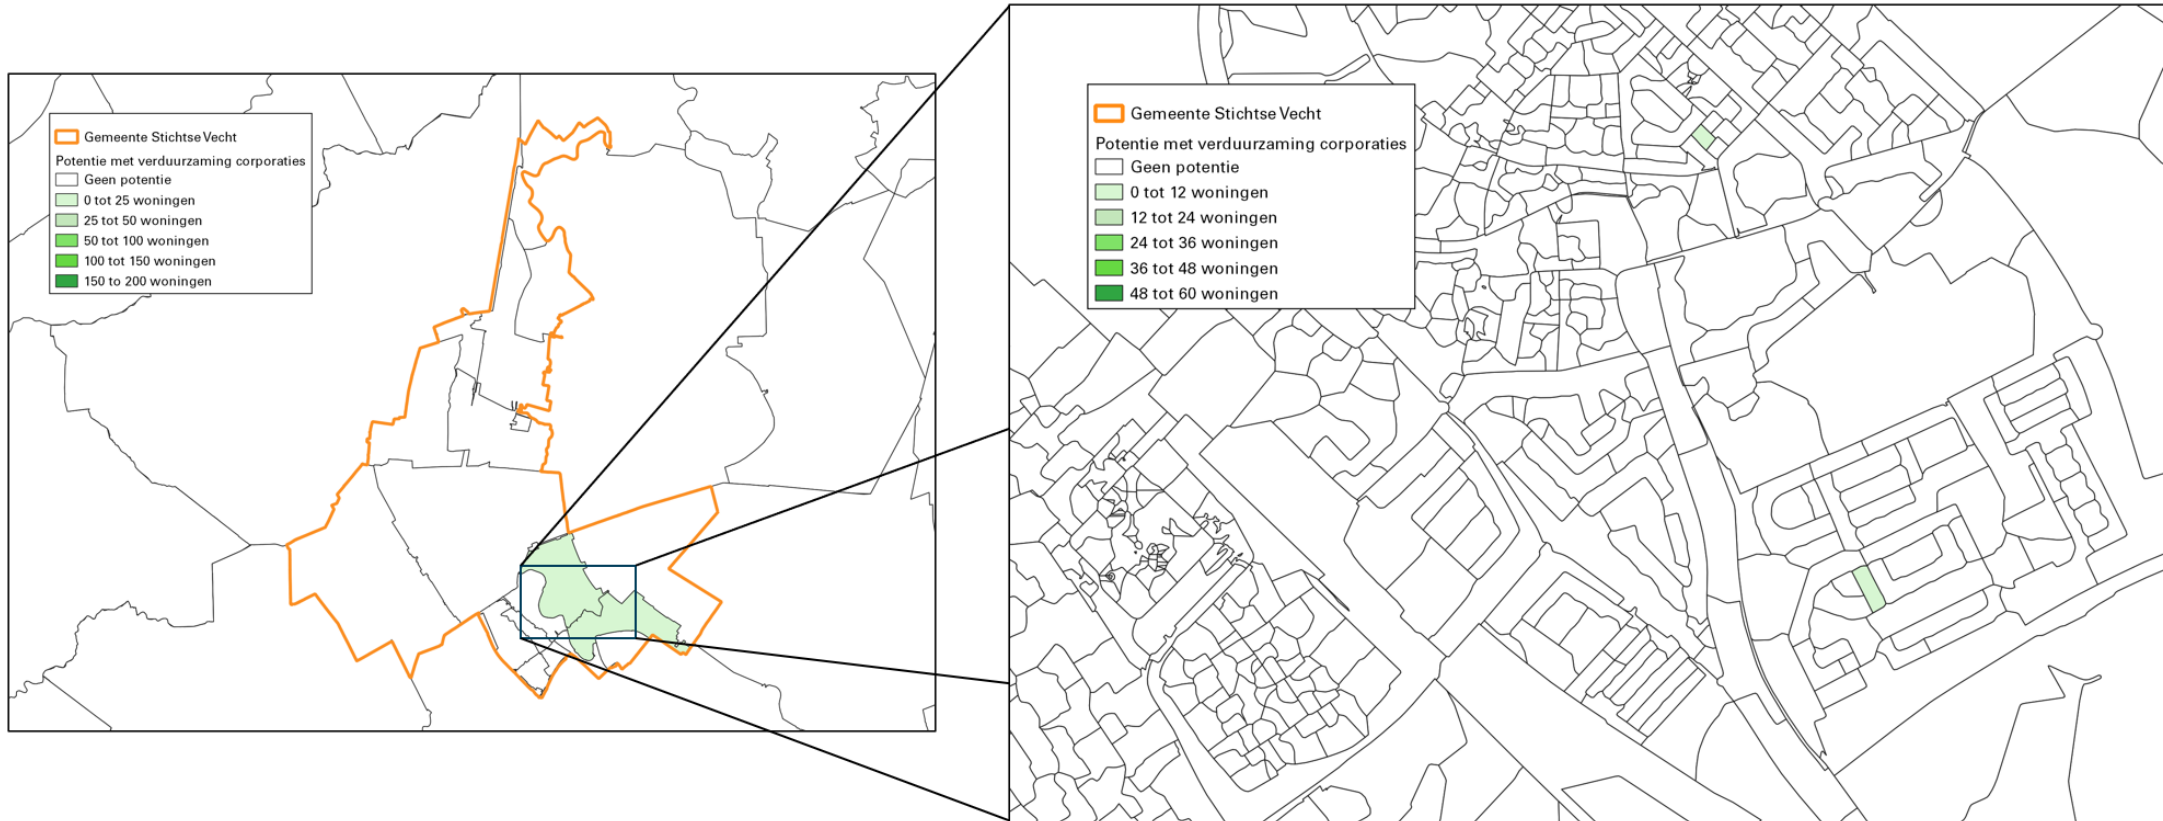 Gemeente Stichtse Vecht
Potentie met verduurzaming corporaties
Geen potentie
0 tot 25 woningen
25 tot 50 woningen
50 tot 100 woningen
100 tot 150 woningen
150 to 200 woningen
Gemeente Stichtse Vecht
Potentie met verduurzaming corporaties
Geen potentie
0 tot 12 woningen
12 tot 24 woningen
24 tot 36 woningen
36 tot 48 woningen
48 tot 60 woningen